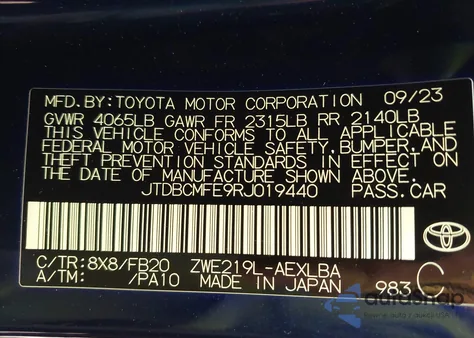 MFD.BY:TOYOTA MOTOR CORPORATION 09/23
GVWR 4065LB GAWR FR 2315LB RR 2140LB
THIS VEHICLE CONFORMS TO ALL APPLICABLE
FEDERAL MOTOR VEHICLE SAFETY,BUMPER,AND
THEFT PREVENTION STANDARDS IN EFFECT ON
THE DATE OF MANUFACTURE SHOWN ABOVE.
JTDBCMFE9RJ019440 PASS.CAR
C/TR:8X8/FB20 ZWE219L-AEXLBA
A/TM: /PA10 MADE IN JAPAN 983 C
autosnap